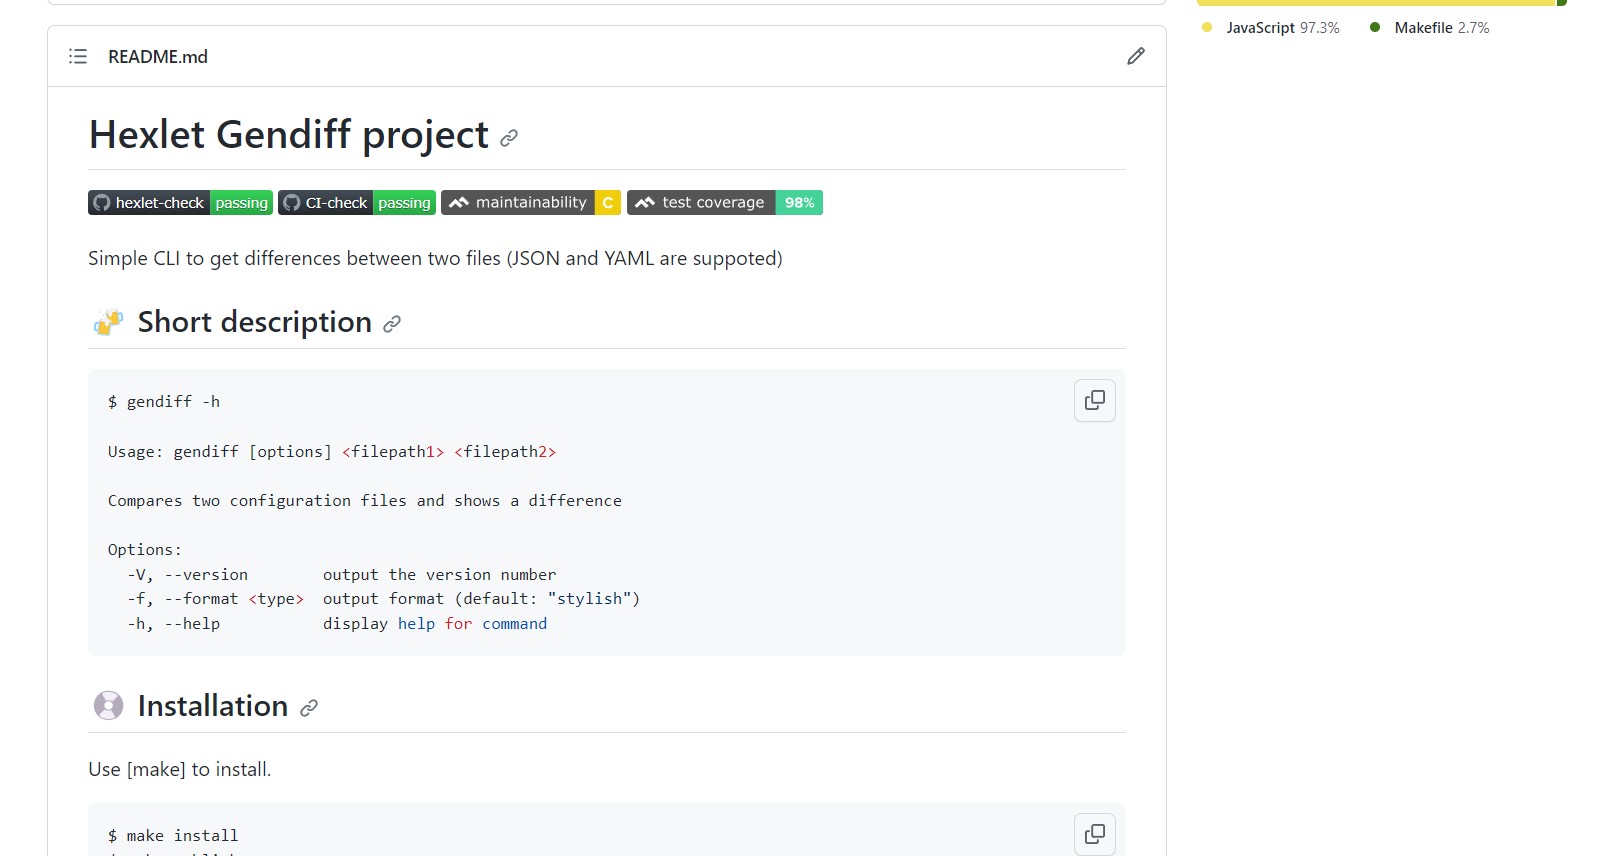 README.md
JavaScript 97.3% Makefile 2.7%
Hexlet Gendiff project
hexlet-check passing CI-check passing maintainability C test coverage 98%
Simple CLI to get differences between two files (JSON and YAML are suppoted)
Short description
$ gendiff -h
Usage: gendiff [options] <filepath1> <filepath2>
Compares two configuration files and shows a difference
Options:
-V, --version output the version number
-f, --format <type> output format (default: "stylish")
-h, --help display help for command
Installation
Use [make] to install.
$ make install